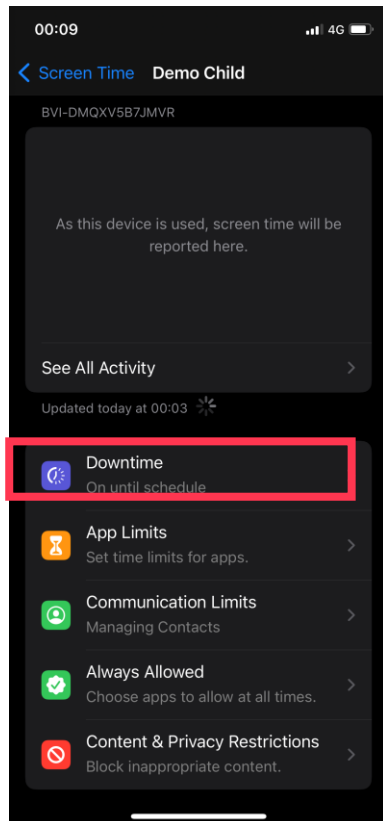 00:09 4G
Screen Time Demo Child
BVI-DMQXV5B7JMVR
As this device is used, screen time will be
reported here.
See All Activity
Updated today at 00:03
Downtime
On until schedule
App Limits
Set time limits for apps.
Communication Limits
Managing Contacts
Always Allowed
Choose apps to allow at all times.
Content & Privacy Restrictions
Block inappropriate content.